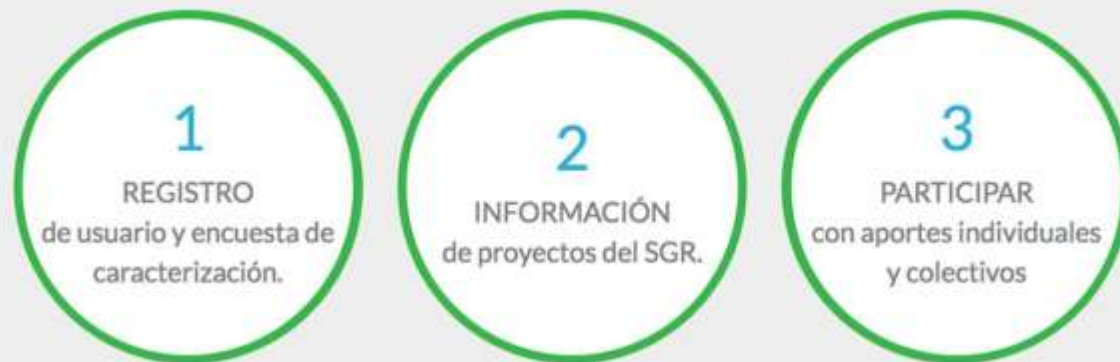 1
REGISTRO
de usuario y encuesta de
caracterización.
2
INFORMACIÓN
de proyectos del SGR.
3
PARTICIPAR
con aportes individuales
y colectivos